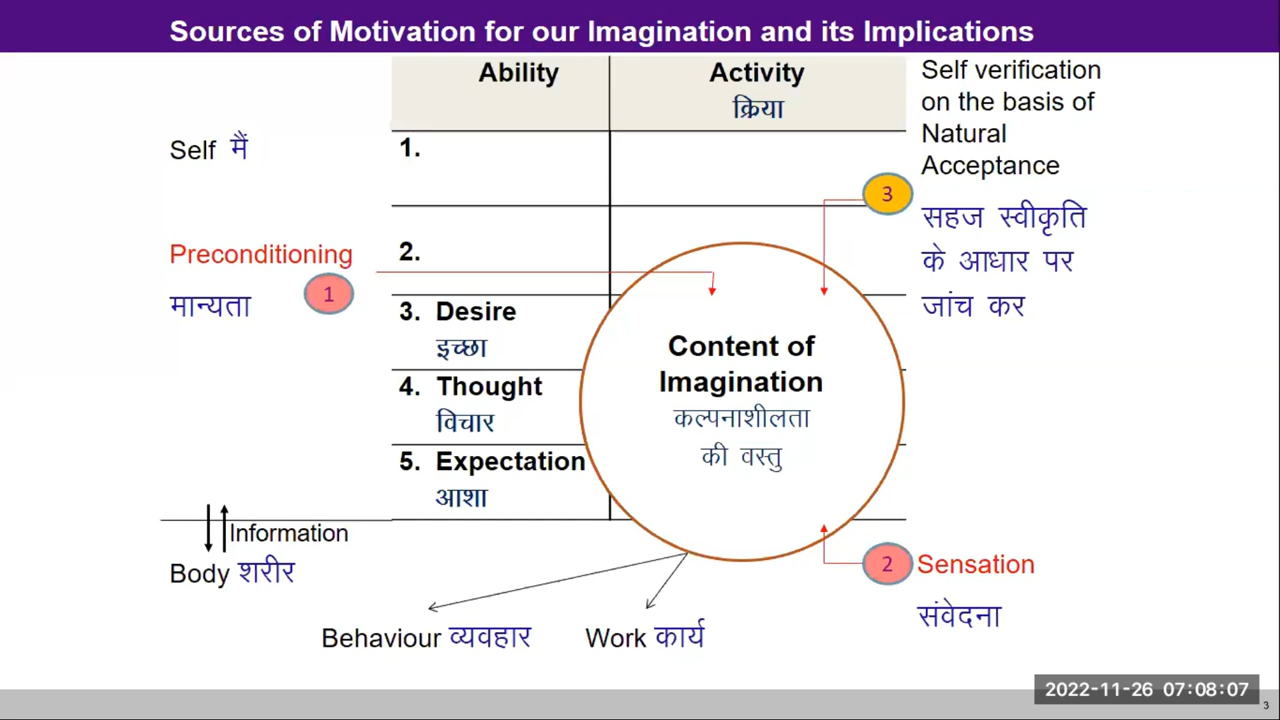 Sources of Motivation for our Imagination and its Implications
Ability
Activity
क्रिया
Self verification
on the basis of
Natural
Acceptance
सहज स्वीकृति
के आधार पर
जांच कर
3
Self मैं
1.
Preconditioning
मान्यता
1
2.
3. Desire
इच्छा
4. Thought
विचार
5. Expectation
आशा
Content of
Imagination
कल्पनाशीलता
की वस्तु
Information
Body शरीर
2
Sensation
संवेदना
Behaviour व्यवहार
Work कार्य
2022-11-26 07:08:07
3